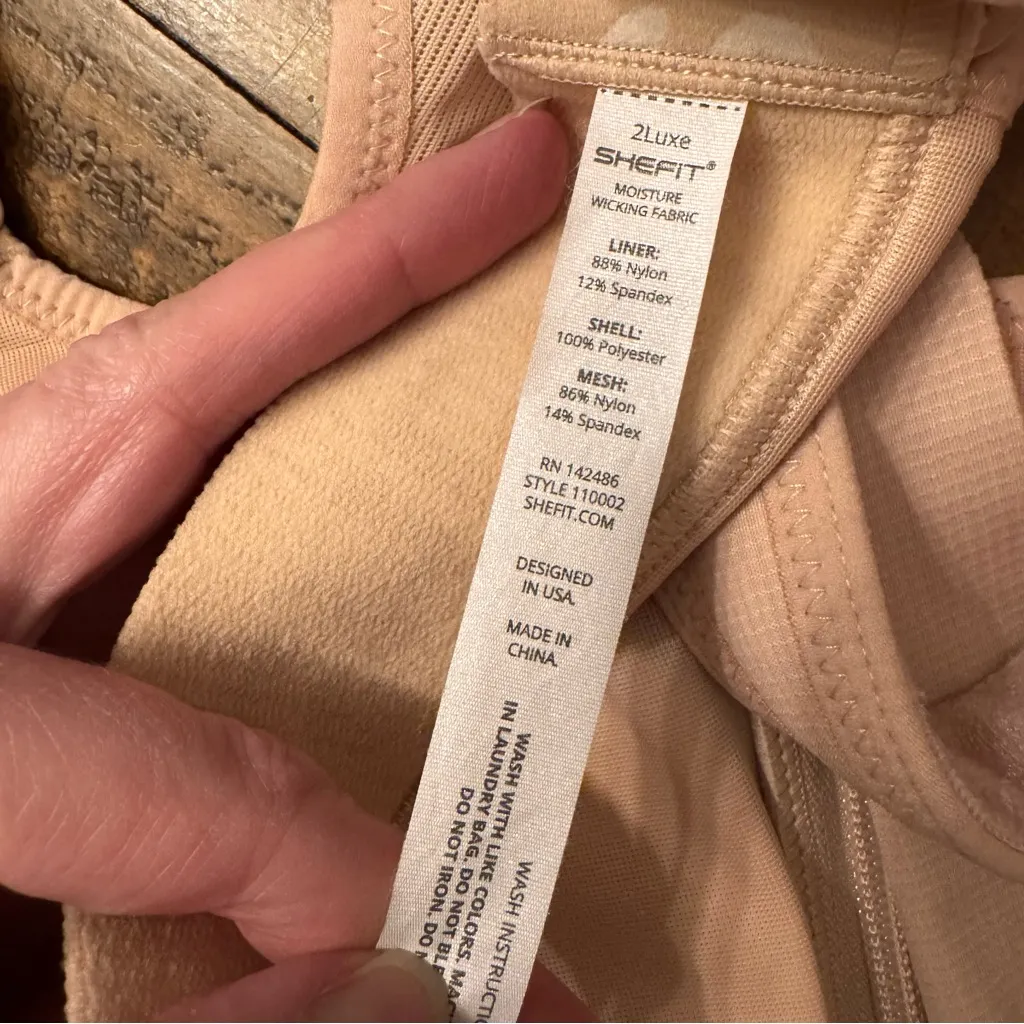 2Luxe
SHEFIT®
MOISTURE
WICKING FABRIC
LINER:
88% Nylon
12% Spandex
SHELL:
100% Polyester
MESH:
86% Nylon
14% Spandex
RN 142486
STYLE 110002
SHEFIT.COM
DESIGNED
IN USA.
MADE IN
CHINA.
WASH INSTRUCTI
WASH WITH LIKE COLORS. MAC
IN LAUNDRY BAG. DO NOT BLE
DO NOT IRON. DO